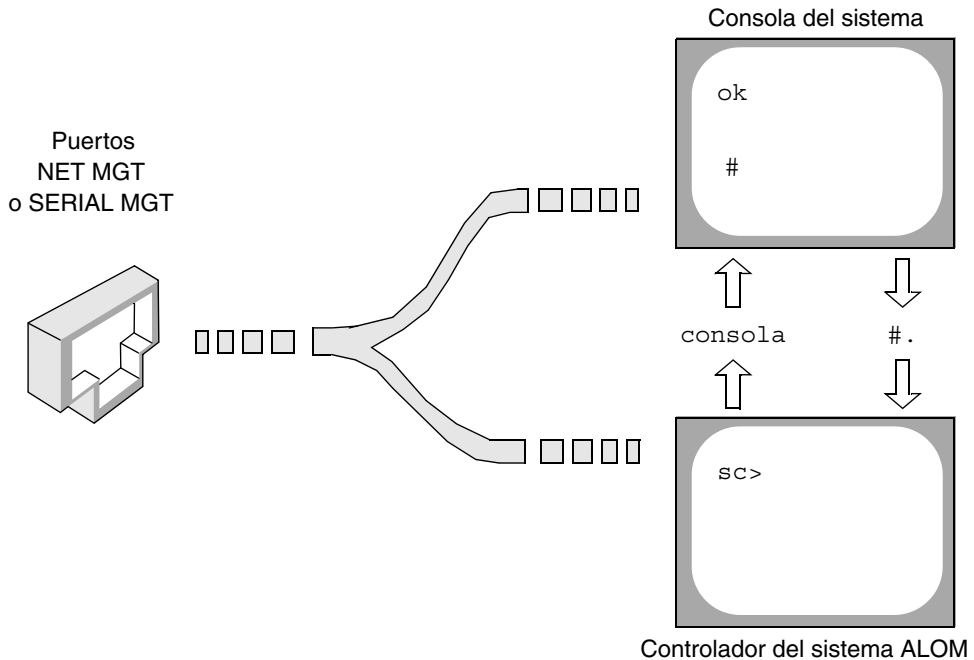 Consola del sistema
ok
#
Puertos
NET MGT
o SERIAL MGT
consola
#.
sc>
Controlador del sistema ALOM